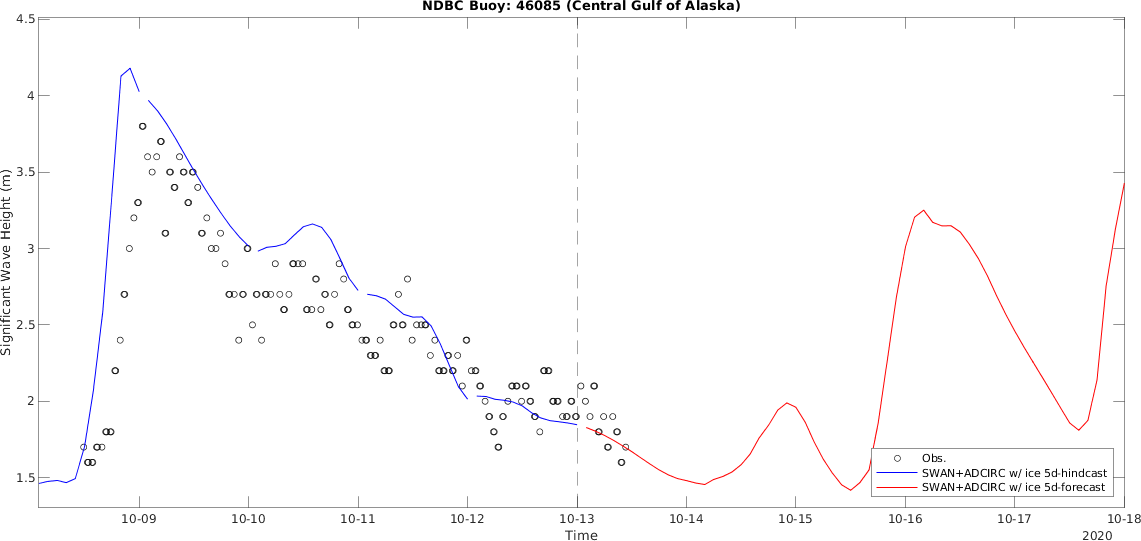 NDBC Buoy: 46085 (Central Gulf of Alaska)
Significant Wave Height (m)
4.5
4
3.5
3
2.5
2
1.5
Obs.
SWAN+ADCIRC w/ ice 5d-hindcast
SWAN+ADCIRC w/ ice 5d-forecast
10-09 10-10 10-11 10-12 10-13 10-14 10-15 10-16 10-17 10-18
Time
2020